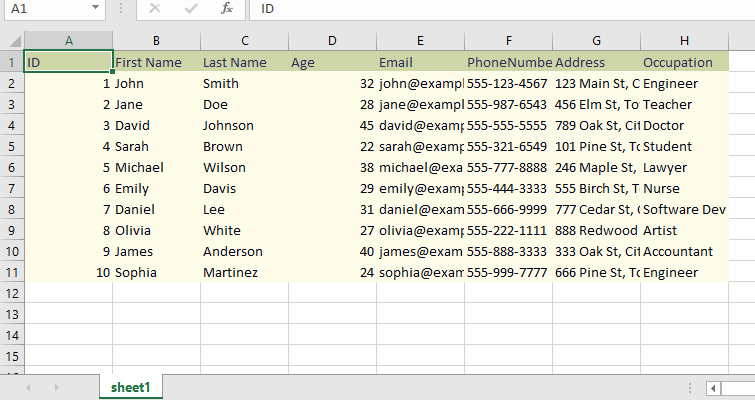 A1 fx ID
A B C D E F G H
1 ID First Name Last Name Age Email PhoneNumbe Address Occupation
2 1 John Smith 32 john@exampl 555-123-4567 123 Main St, C Engineer
3 2 Jane Doe 28 jane@examp 555-987-6543 456 Elm St, To Teacher
4 3 David Johnson 45 david@examp 555-555-5555 789 Oak St, Cit Doctor
5 4 Sarah Brown 22 sarah@examp 555-321-6549 101 Pine St, To Student
6 5 Michael Wilson 38 michael@exa 555-777-8888 246 Maple St, Lawyer
7 6 Emily Davis 29 emily@examp 555-444-3333 555 Birch St, T Nurse
8 7 Daniel Lee 31 daniel@exam 555-666-9999 777 Cedar St, Software Dev
9 8 Olivia White 27 olivia@examp 555-222-1111 888 Redwood Artist
10 9 James Anderson 40 james@exam 555-888-3333 333 Oak St, Cit Accountant
11 10 Sophia Martinez 24 sophia@exam 555-999-7777 666 Pine St, To Engineer
12
13
14
15
sheet1